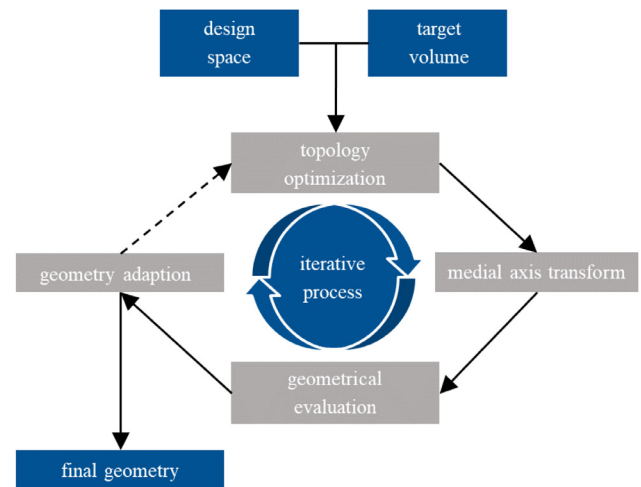 design
space
target
volume
topology
optimization
geometry adaption
iterative
process
medial axis transform
geometrical
evaluation
final geometry